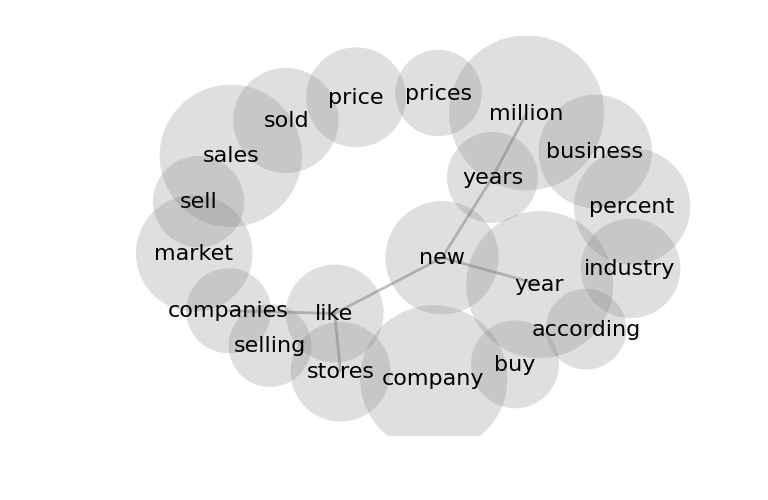 prices
price
million
sold
business
sales
years
sell
percent
market
new
industry
year
companies
like
according
selling
buy
stores
company